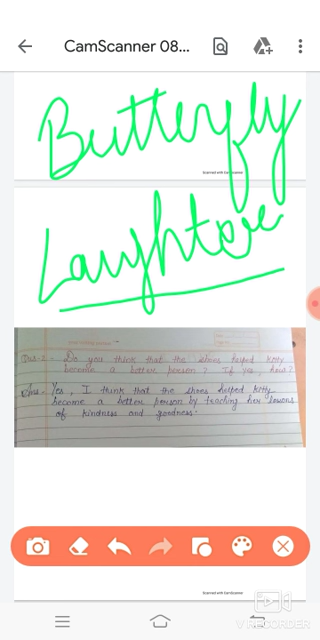 CamScanner 08...
Butterfly
Scanned with CamScanner
Laughter
Ques-2- Do you think that the shoes helped kitty
become a better person? If yes, how?
Ans- Yes, I think that the shoes helped kitty
become a better person by teaching her lessons
of kindness and goodness.
Scanned with CamScanner
V RECORDER